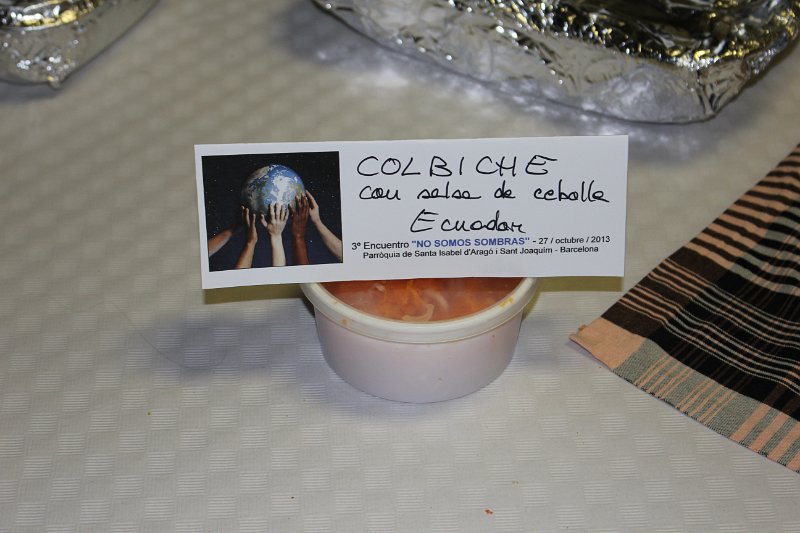 COLBICHE
con salsa de cebolla
Ecuador
3º Encuentro "NO SOMOS SOMBRAS" - 27 / octubre / 2013
Parròquia de Santa Isabel d'Aragó i Sant Joaquim - Barcelona